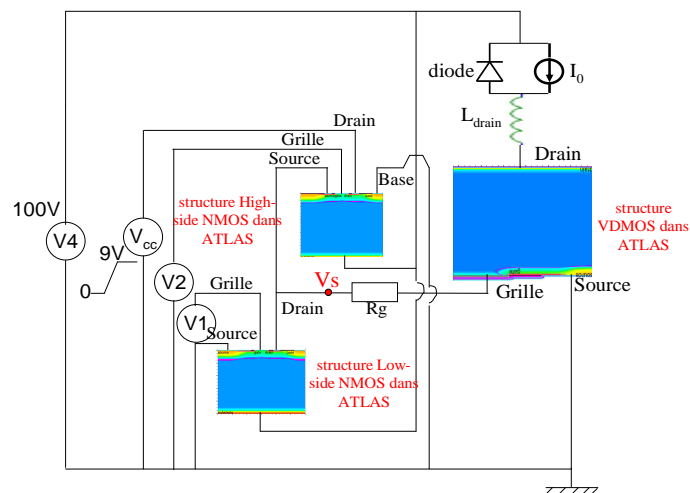 diode
I0
Ldrain
Drain
Grille
Source
Base
Drain
structure High-
side NMOS dans
ATLAS
structure
VDMOS dans
ATLAS
100V
V4
Vcc
9V
0
V2
V1
Grille
Source
Drain
Vs
Rg
Grille
Source
structure Low-
side NMOS dans
ATLAS